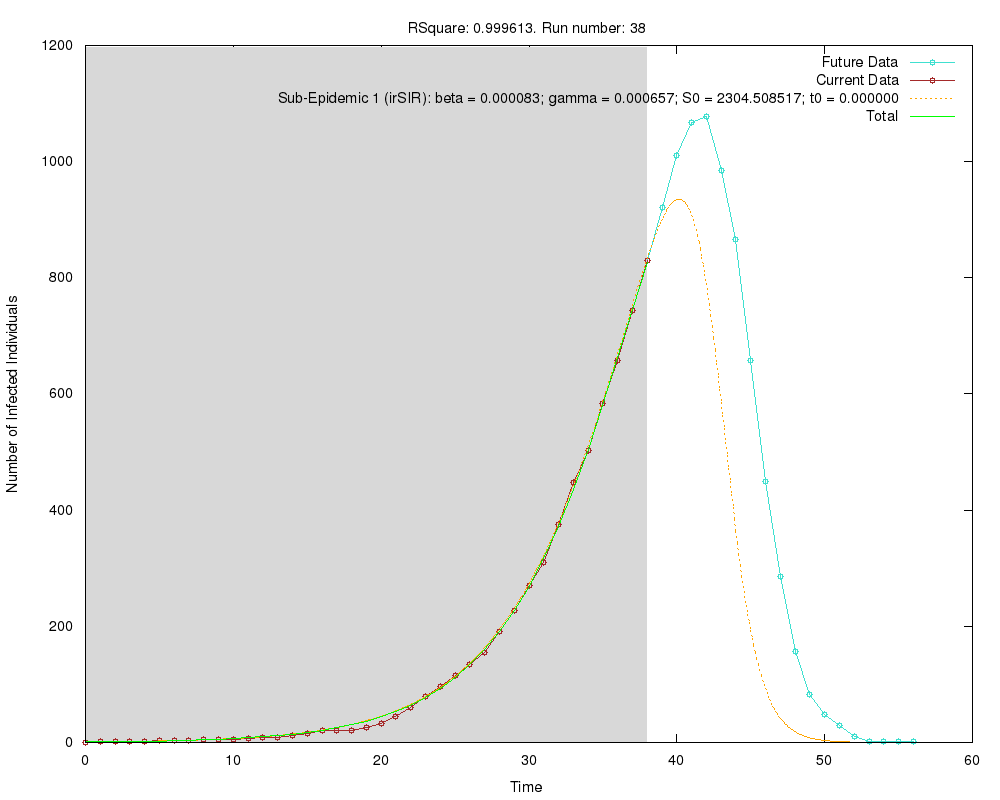 RSquare: 0.999613. Run number: 38
Future Data
Current Data
Sub-Epidemic 1 (irSIR): beta = 0.000083; gamma = 0.000657; S0 = 2304.508517; t0 = 0.000000
Total
1200
1000
800
600
400
200
0
Number of Infected Individuals
0 10 20 30 40 50 60
Time